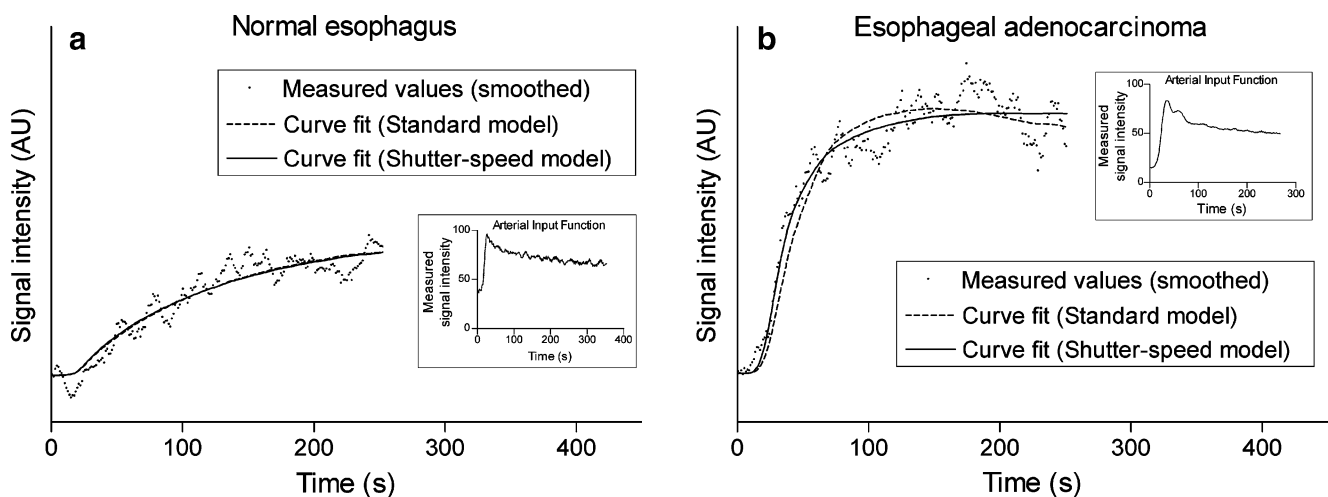 a
Normal esophagus
Measured values (smoothed)
Curve fit (Standard model)
Curve fit (Shutter-speed model)
Signal intensity (AU)
Arterial Input Function
Measured
signal intensity
100
50
0
0 100 200 300 400
Time (s)
0 100 200 300 400
Time (s)
b
Esophageal adenocarcinoma
Signal intensity (AU)
Arterial Input Function
Measured
signal intensity
100
50
0
0 100 200 300
Time (s)
Measured values (smoothed)
Curve fit (Standard model)
Curve fit (Shutter-speed model)
0 100 200 300 400
Time (s)